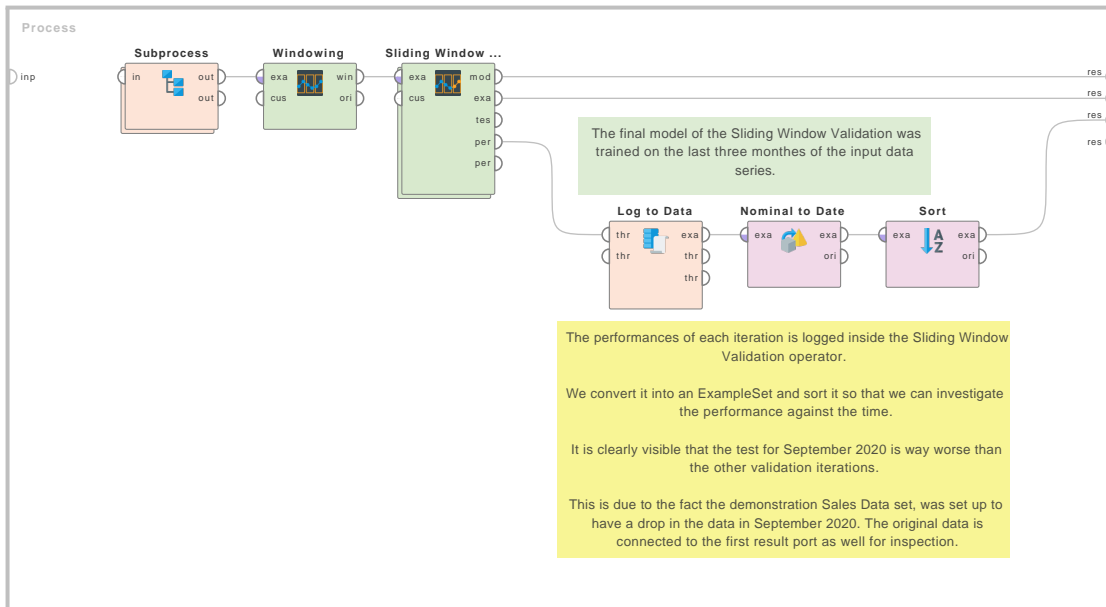 Process
Subprocess Windowing Sliding Window ...
inp in out exa win exa mod res
out cus ori cus exa res
tes res
per res
per
The final model of the Sliding Window Validation was
trained on the last three monthes of the input data
series.
Log to Data Nominal to Date Sort
thr exa exa exa exa exa
thr thr ori ori
thr
The performances of each iteration is logged inside the Sliding Window
Validation operator.
We convert it into an ExampleSet and sort it so that we can investigate
the performance against the time.
It is clearly visible that the test for September 2020 is way worse than
the other validation iterations.
This is due to the fact the demonstration Sales Data set, was set up to
have a drop in the data in September 2020. The original data is
connected to the first result port as well for inspection.